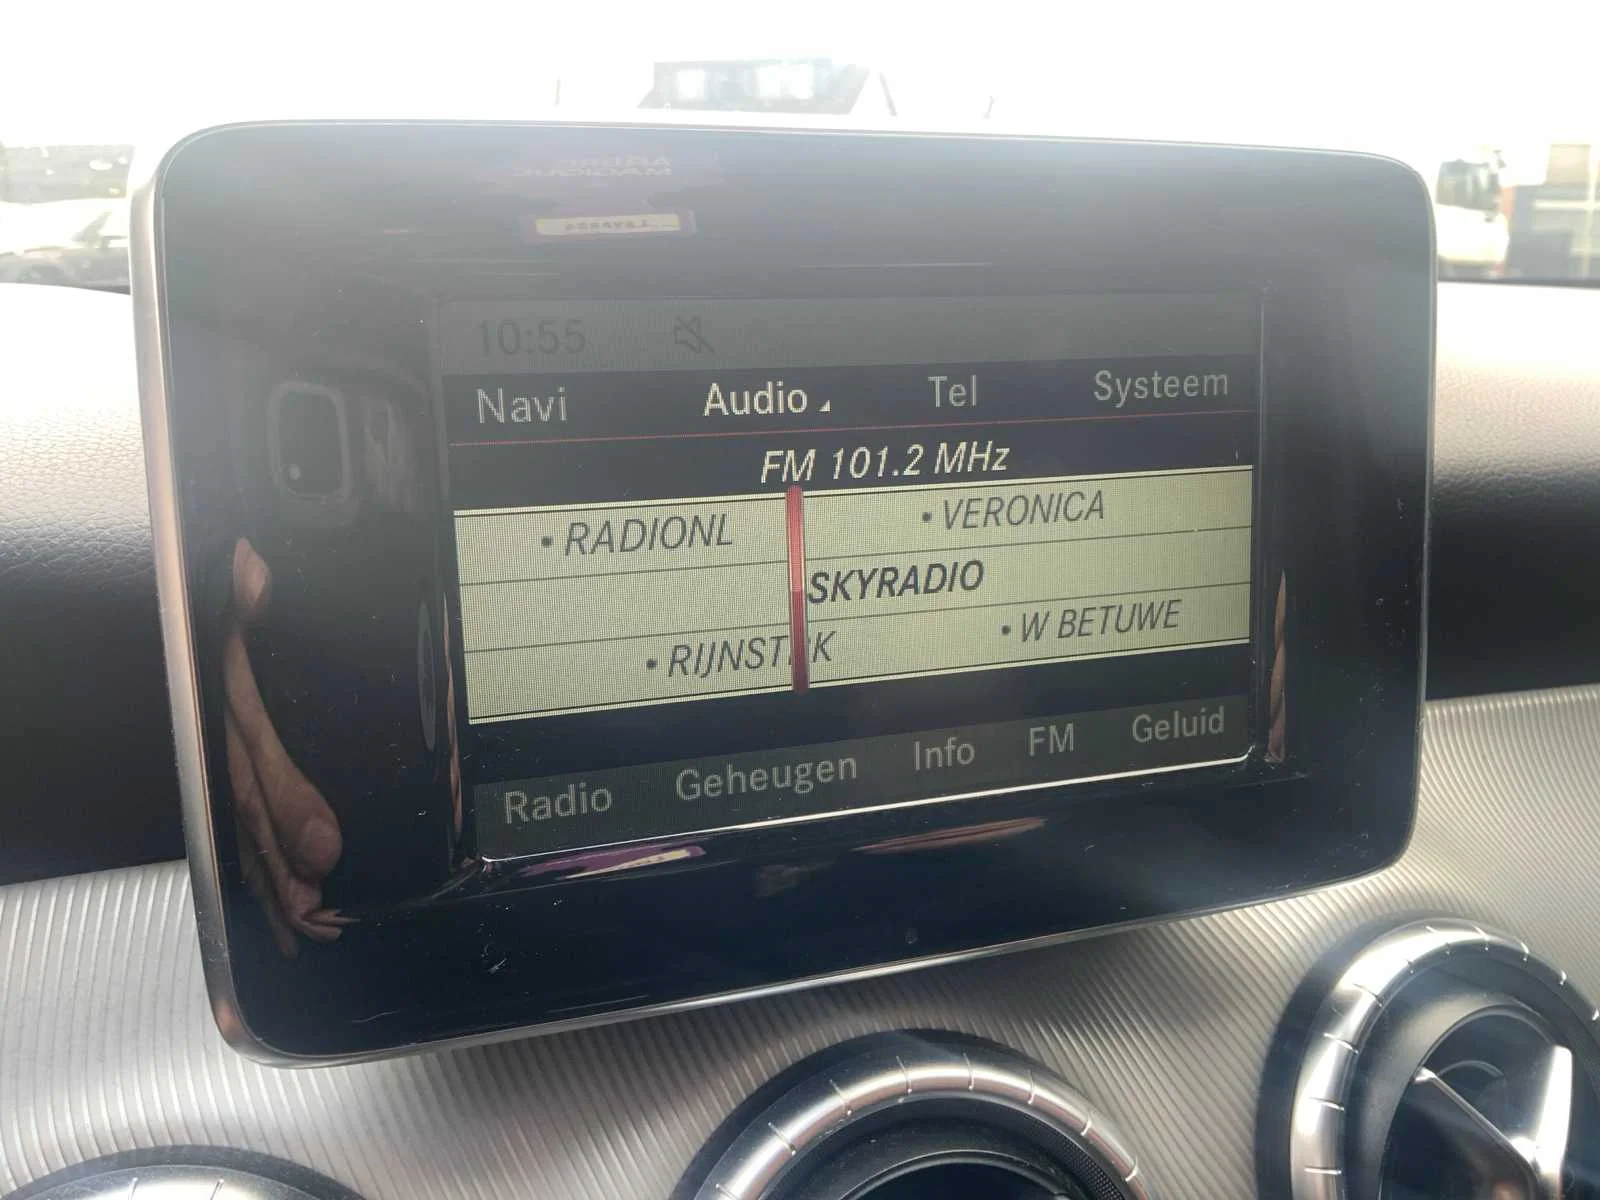 10:55
Navi Audio Tel Systeem
FM 101.2 MHz
• RADIONL • VERONICA
SKYRADIO
• RIJNSTEK • W BETUWE
Radio Geheugen Info FM Geluid